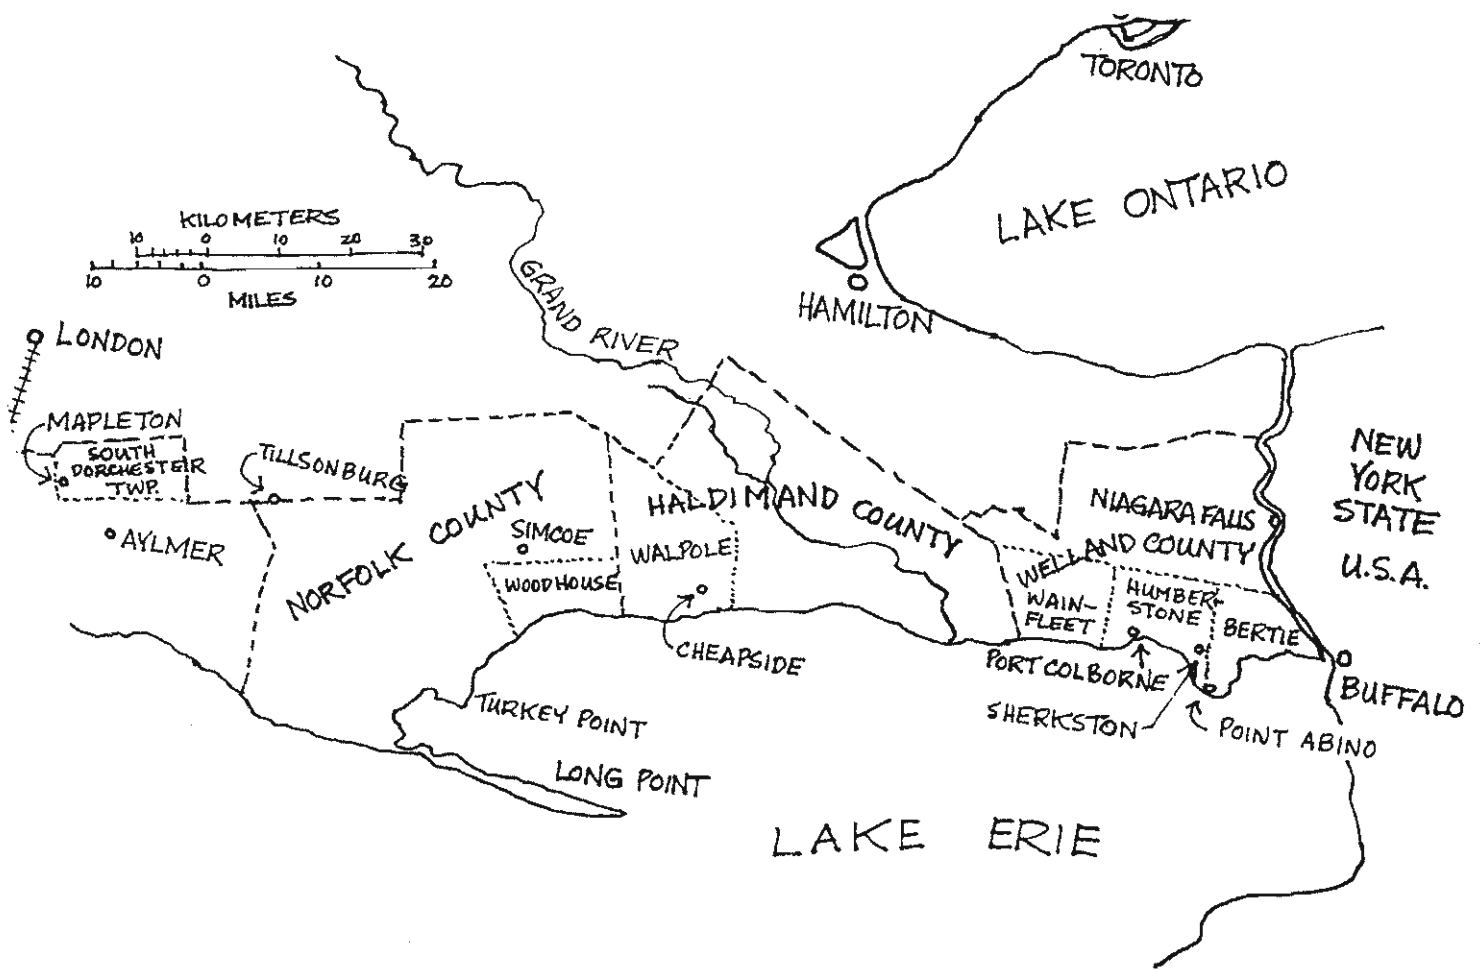 TORONTO
LAKE ONTARIO
KILOMETERS
10 0 10 20 30
10 0 10 20
MILES
GRAND RIVER
HAMILTON
LONDON
MAPLETON
SOUTH
DORCHESTER
TWP.
TILLSONBURG
AYLMER
NORFOLK COUNTY
SIMCOE
WOODHOUSE
HALDIMAND COUNTY
WALPOLE
CHEAPSIDE
NIAGARA FALLS
WELLAND COUNTY
WAIN-
FLEET
HUMBER-
STONE
BERTIE
NEW
YORK
STATE
U.S.A.
PORT COLBORNE
SHERKSTON
POINT ABINO
BUFFALO
TURKEY POINT
LONG POINT
LAKE ERIE